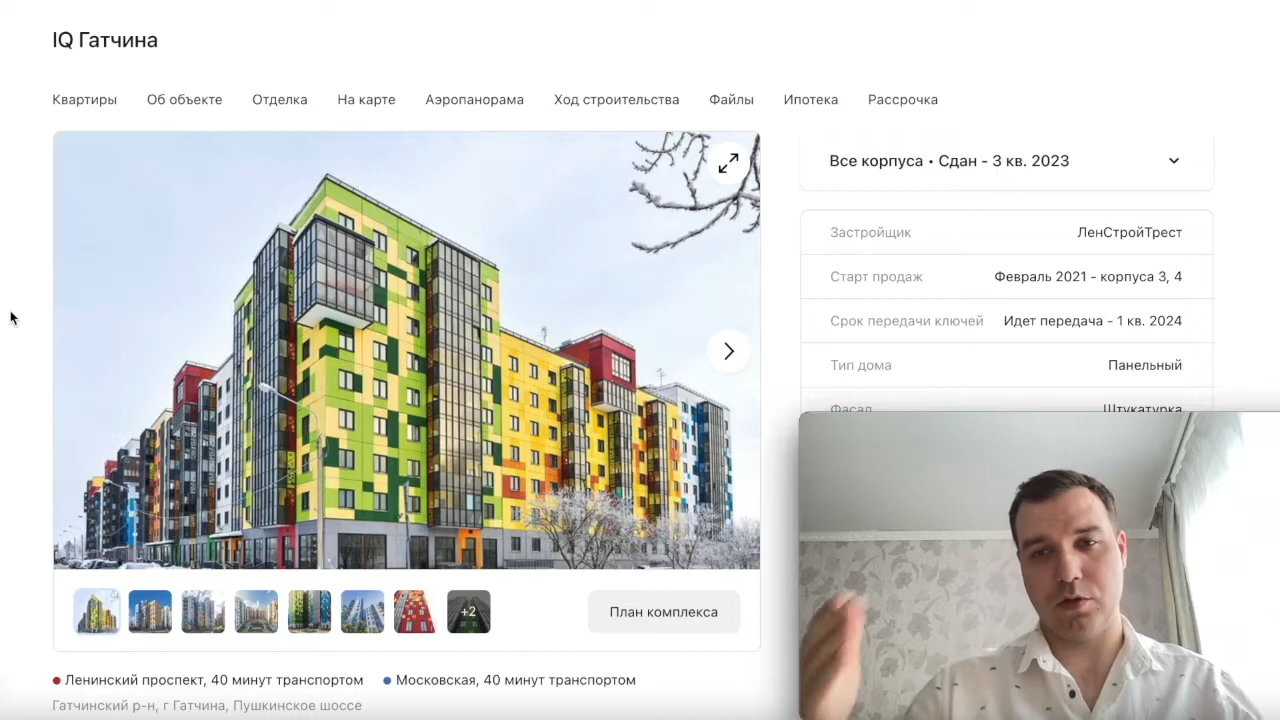 IQ Гатчина
Квартиры Об объекте Отделка На карте Аэропанорама Ход строительства Файлы Ипотека Рассрочка
Все корпуса • Сдан - 3 кв. 2023
Застройщик ЛенСтройТрест
Старт продаж Февраль 2021 - корпуса 3, 4
Срок передачи ключей Идет передача - 1 кв. 2024
Тип дома Панельный
Фасад Штукатурка
+2
План комплекса
Ленинский проспект, 40 минут транспортом Московская, 40 минут транспортом
Гатчинский р-н, г Гатчина, Пушкинское шоссе